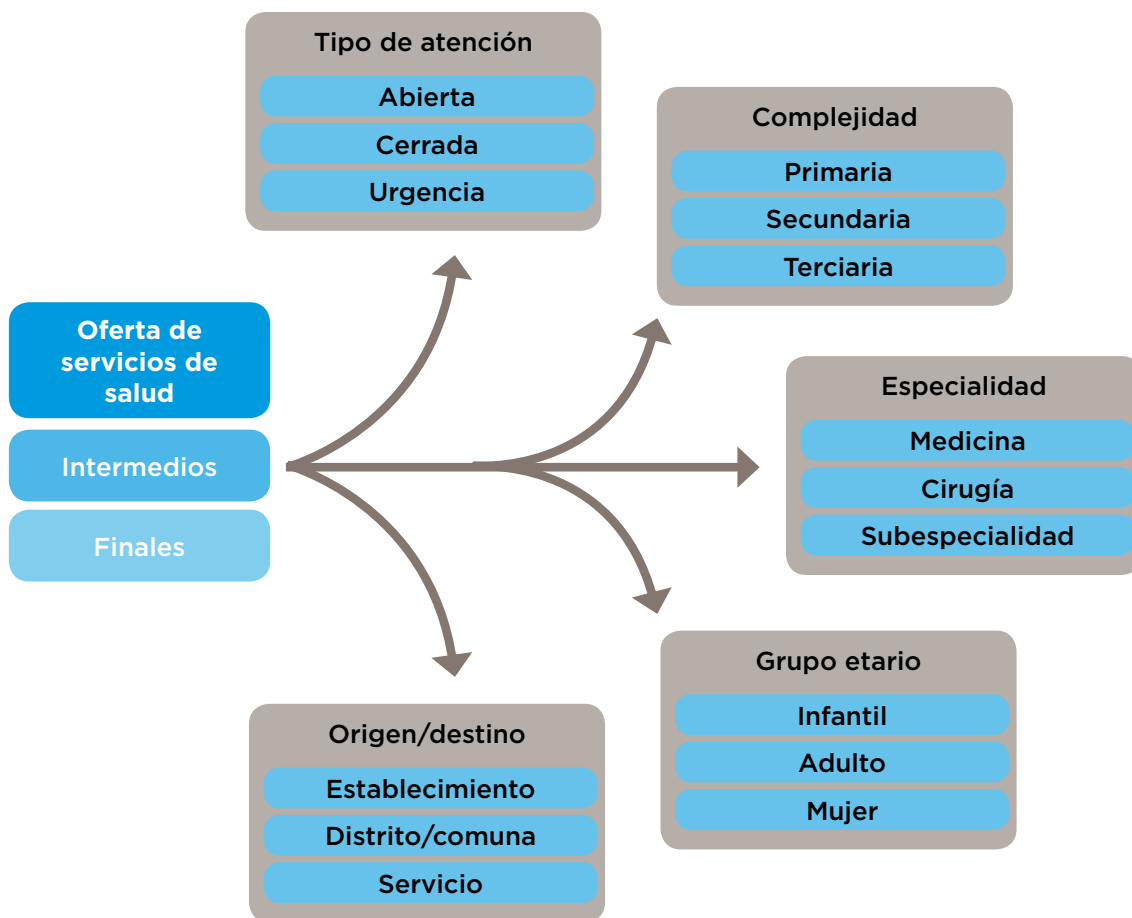 Tipo de atención
Abierta
Cerrada
Urgencia
Complejidad
Primaria
Secundaria
Terciaria
Oferta de
servicios de
salud
Intermedios
Finales
Especialidad
Medicina
Cirugía
Subespecialidad
Grupo etario
Infantil
Adulto
Mujer
Origen/destino
Establecimiento
Distrito/comuna
Servicio